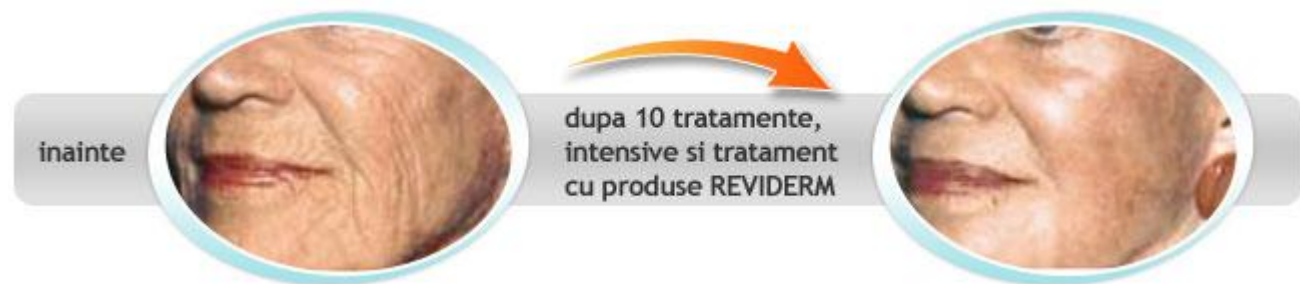 inainte
dupa 10 tratamente,
intensive si tratament
cu produse REVIDERM